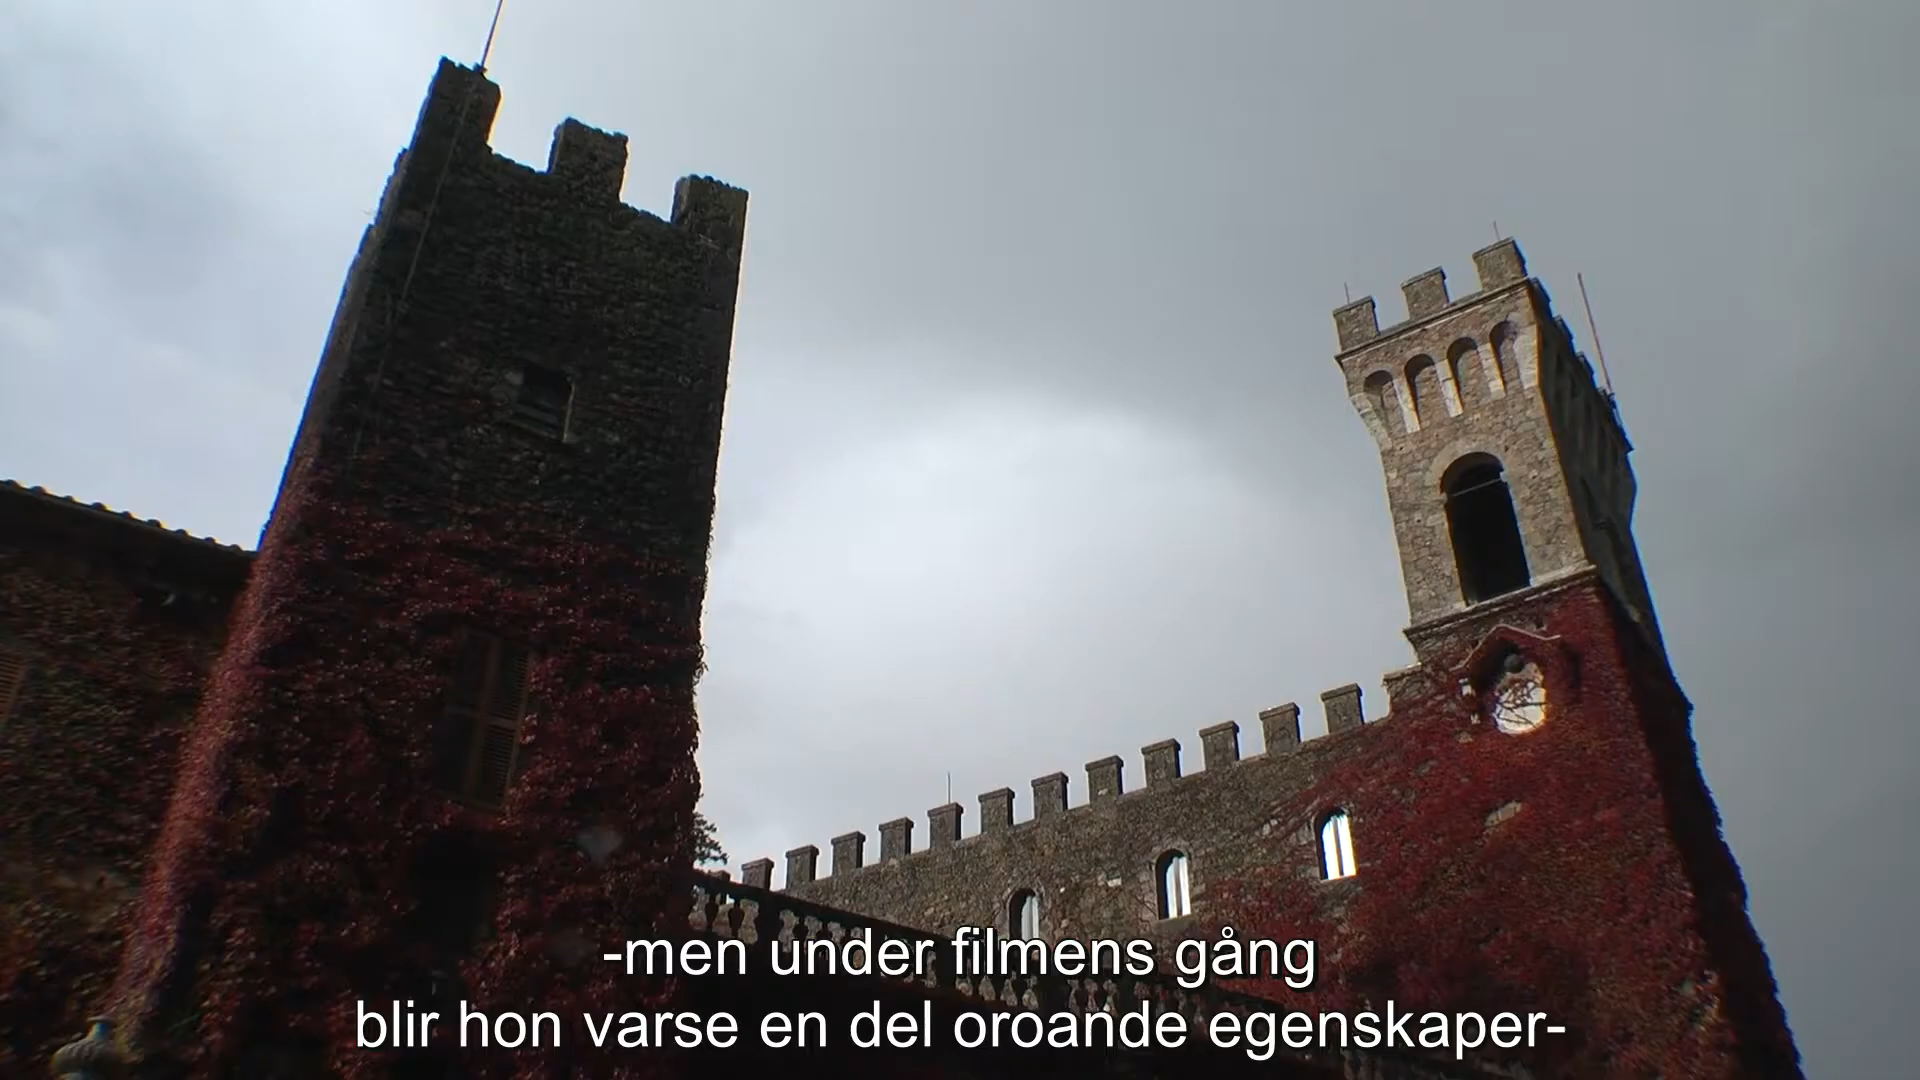 -men under filmens gång
blir hon varse en del oroande egenskaper-